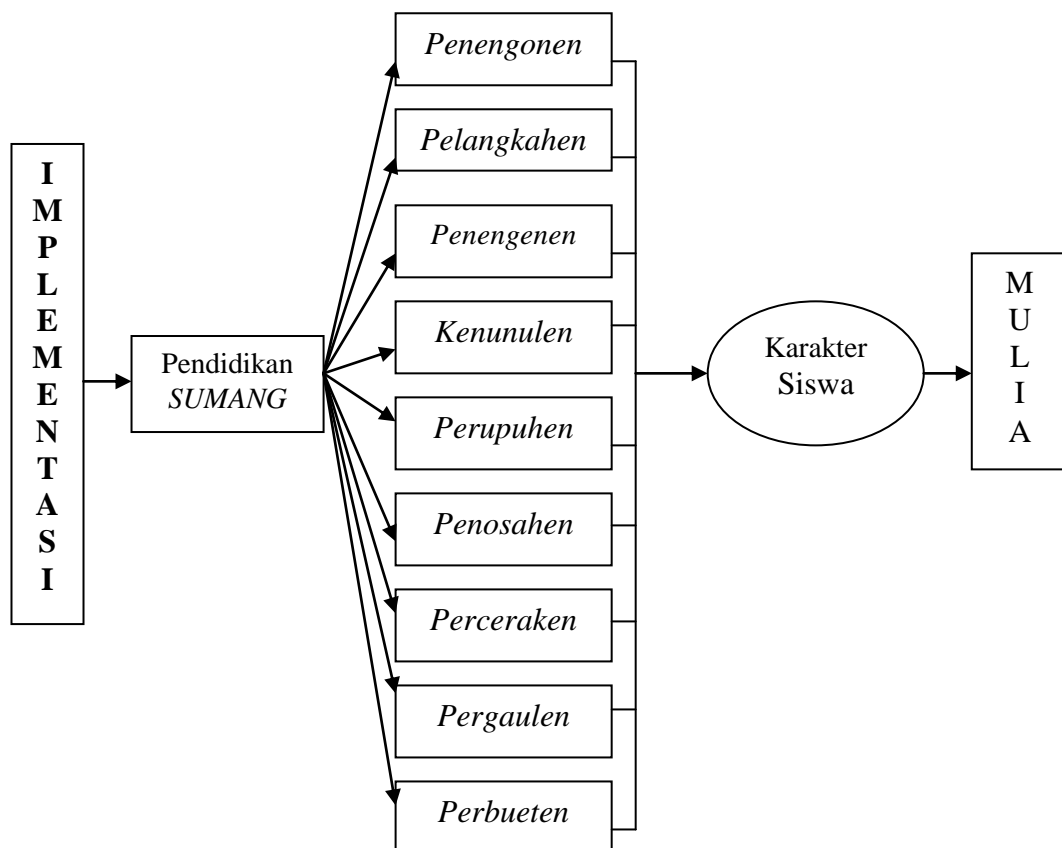 IMPLEMENTASI
Pendidikan
SUMANG
Penengonen
Pelangkahen
Penengenen
Kenunulen
Perupuhen
Penosahen
Perceraken
Pergaulen
Perbueten
Karakter
Siswa
MULIA